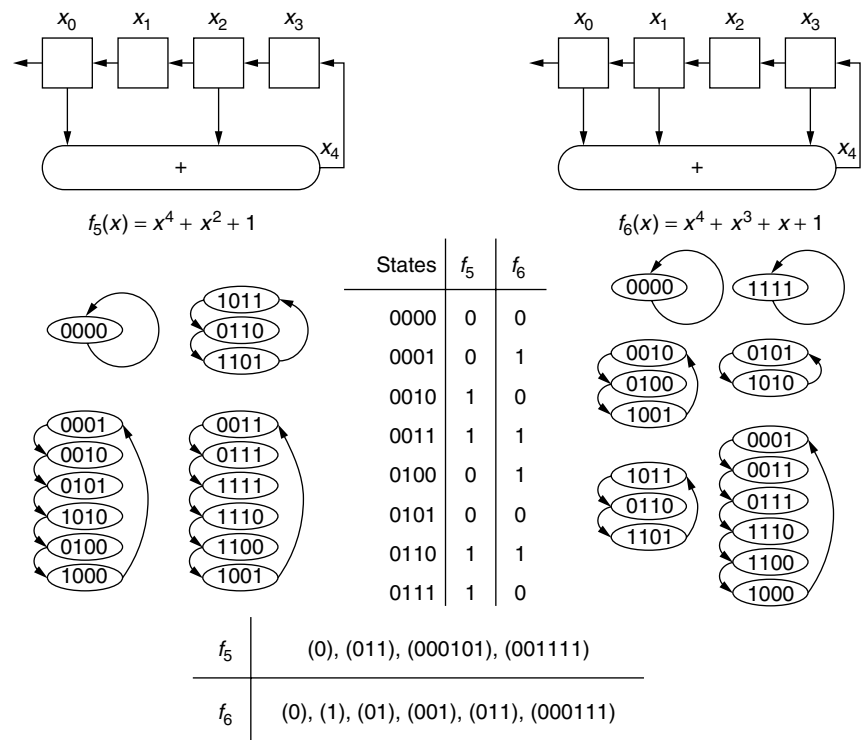 x0 x1 x2 x3
+ x4
f5(x) = x^4 + x^2 + 1
0000
1011
0110
1101
0001
0010
0101
1010
0100
1000
0011
0111
1111
1110
1100
1001
x0 x1 x2 x3
+ x4
f6(x) = x^4 + x^3 + x + 1
States f5 f6
0000 0 0
0001 0 1
0010 1 0
0011 1 1
0100 0 1
0101 0 0
0110 1 1
0111 1 0
0000
1111
0010
0100
1001
0101
1010
1011
0110
1101
0001
0011
0111
1110
1100
1000
f5 (0), (011), (000101), (001111)
f6 (0), (1), (01), (001), (011), (000111)